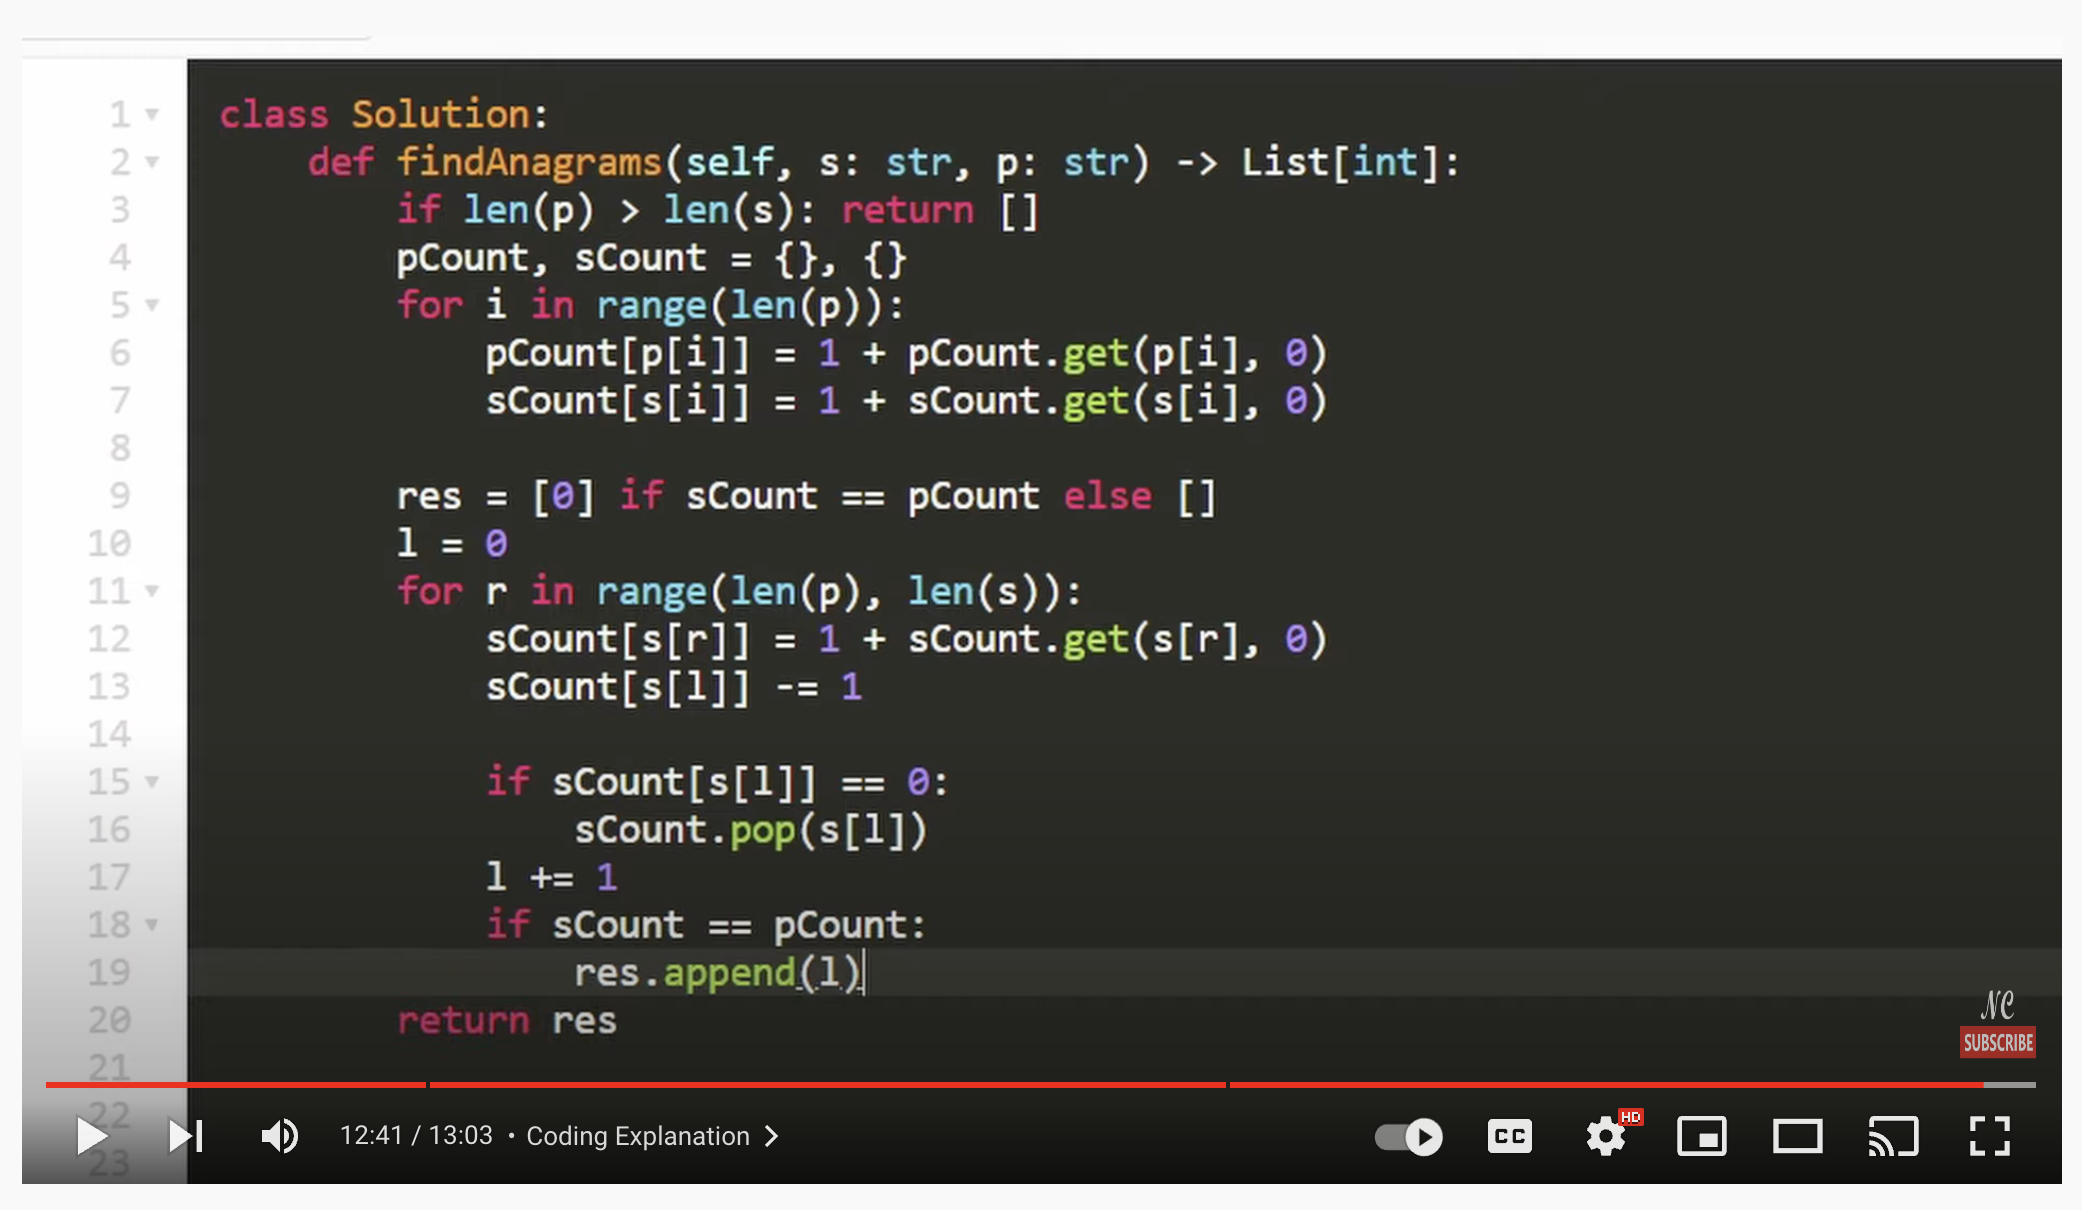 1 class Solution:
2     def findAnagrams(self, s: str, p: str) -> List[int]:
3         if len(p) > len(s): return []
4         pCount, sCount = {}, {}
5         for i in range(len(p)):
6             pCount[p[i]] = 1 + pCount.get(p[i], 0)
7             sCount[s[i]] = 1 + sCount.get(s[i], 0)
8
9         res = [0] if sCount == pCount else []
10         l = 0
11         for r in range(len(p), len(s)):
12             sCount[s[r]] = 1 + sCount.get(s[r], 0)
13             sCount[s[l]] -= 1
14
15             if sCount[s[l]] == 0:
16                 sCount.pop(s[l])
17             l += 1
18             if sCount == pCount:
19                 res.append(l)
20         return res
21
22
23
NC
SUBSCRIBE
12:41 / 13:03 • Coding Explanation
CC
HD